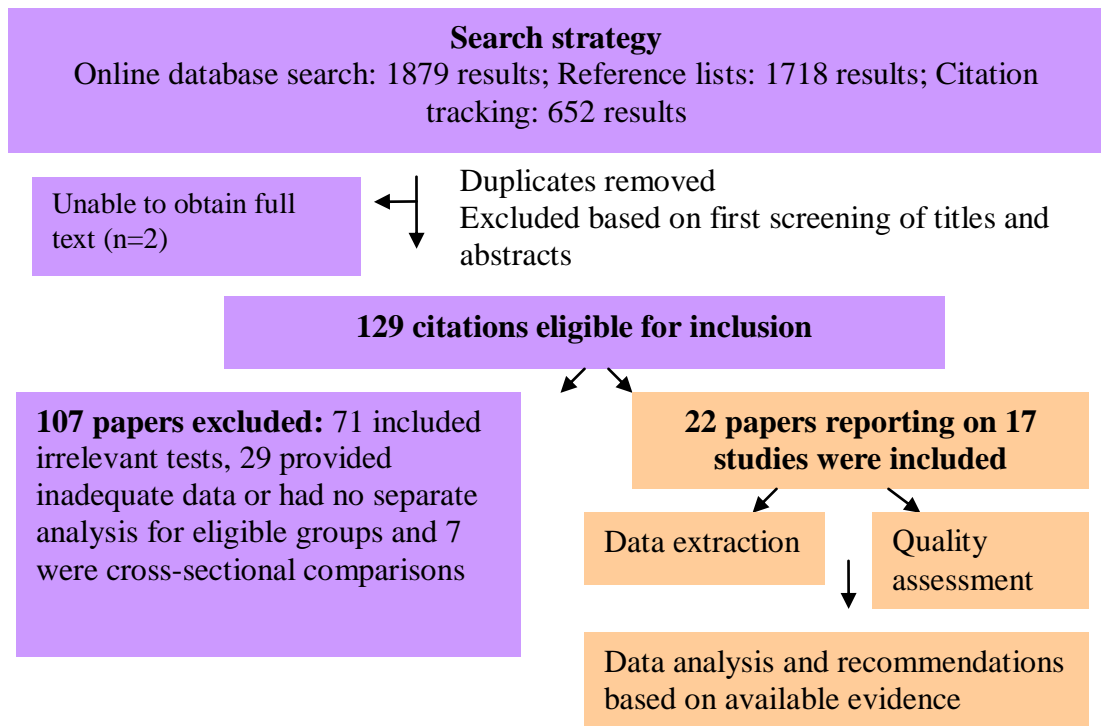 Search strategy
Online database search: 1879 results; Reference lists: 1718 results; Citation
tracking: 652 results
Unable to obtain full
text (n=2)
Duplicates removed
Excluded based on first screening of titles and
abstracts
129 citations eligible for inclusion
107 papers excluded: 71 included
irrelevant tests, 29 provided
inadequate data or had no separate
analysis for eligible groups and 7
were cross-sectional comparisons
22 papers reporting on 17
studies were included
Data extraction
Quality
assessment
Data analysis and recommendations
based on available evidence